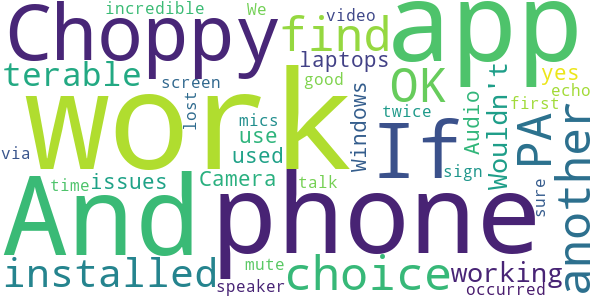 Choppy
incredible
We
video
find
app
terable
laptops
OK
screen
good
lost
work
mics
Windows
twice
Audio
Wouldn't
yes
echo
first
another
via
use
used
If
PA
And
time
issues
Camera
talk
sign
sure
phone
installed
mute
speaker
choice
working
occurred